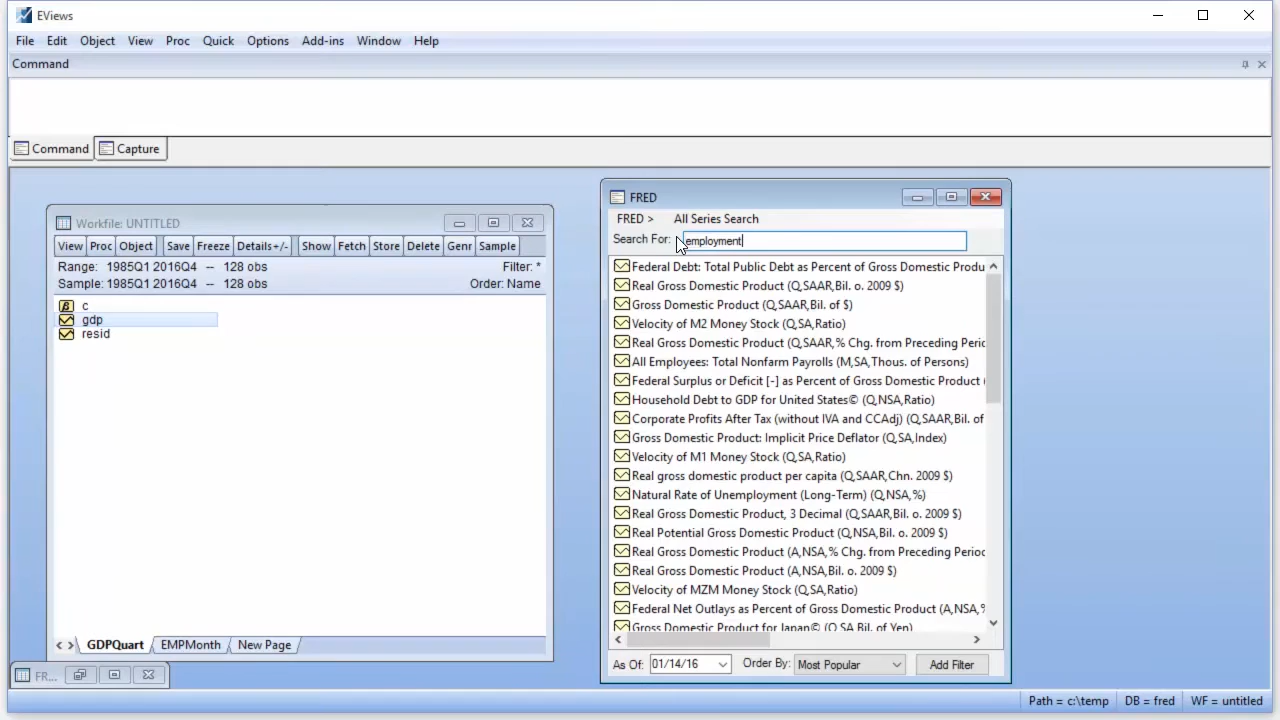 EViews
File Edit Object View Proc Quick Options Add-ins Window Help
Command
Command Capture
Workfile: UNTITLED
View Proc Object Save Freeze Details+/- Show Fetch Store Delete Genr Sample
Range: 1985Q1 2016Q4 -- 128 obs Filter: *
Sample: 1985Q1 2016Q4 -- 128 obs Order: Name
c
gdp
resid
GDPQuart EMPMonth New Page
FR...
FRED
FRED > All Series Search
Search For: employment
Federal Debt: Total Public Debt as Percent of Gross Domestic Produ
Real Gross Domestic Product (Q,SAAR,Bil. o. 2009 $)
Gross Domestic Product (Q,SAAR,Bil. of $)
Velocity of M2 Money Stock (Q,SA,Ratio)
Real Gross Domestic Product (Q,SAAR,% Chg. from Preceding Peric
All Employees: Total Nonfarm Payrolls (M,SA,Thous. of Persons)
Federal Surplus or Deficit [-] as Percent of Gross Domestic Product (
Household Debt to GDP for United States© (Q,NSA,Ratio)
Corporate Profits After Tax (without IVA and CCAdj) (Q,SAAR,Bil. of
Gross Domestic Product: Implicit Price Deflator (Q,SA,Index)
Velocity of M1 Money Stock (Q,SA,Ratio)
Real gross domestic product per capita (Q,SAAR,Chn. 2009 $)
Natural Rate of Unemployment (Long-Term) (Q,NSA,%)
Real Gross Domestic Product, 3 Decimal (Q,SAAR,Bil. o. 2009 $)
Real Potential Gross Domestic Product (Q,NSA,Bil. o. 2009 $)
Real Gross Domestic Product (A,NSA,% Chg. from Preceding Perioc
Real Gross Domestic Product (A,NSA,Bil. o. 2009 $)
Velocity of MZM Money Stock (Q,SA,Ratio)
Federal Net Outlays as Percent of Gross Domestic Product (A,NSA,%
Gross Domestic Product for Japan© (Q,SA,Bil. of Yen)
As Of: 01/14/16 Order By: Most Popular Add Filter
Path = c:\temp DB = fred WF = untitled